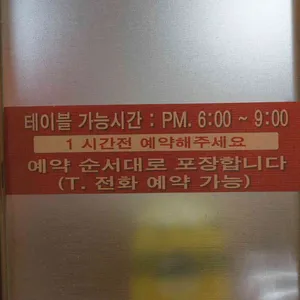 테이블 가능시간 : PM. 6:00 ~ 9:00
1 시간전 예약해주세요
예약 순서대로 포장합니다
(T. 전화 예약 가능)